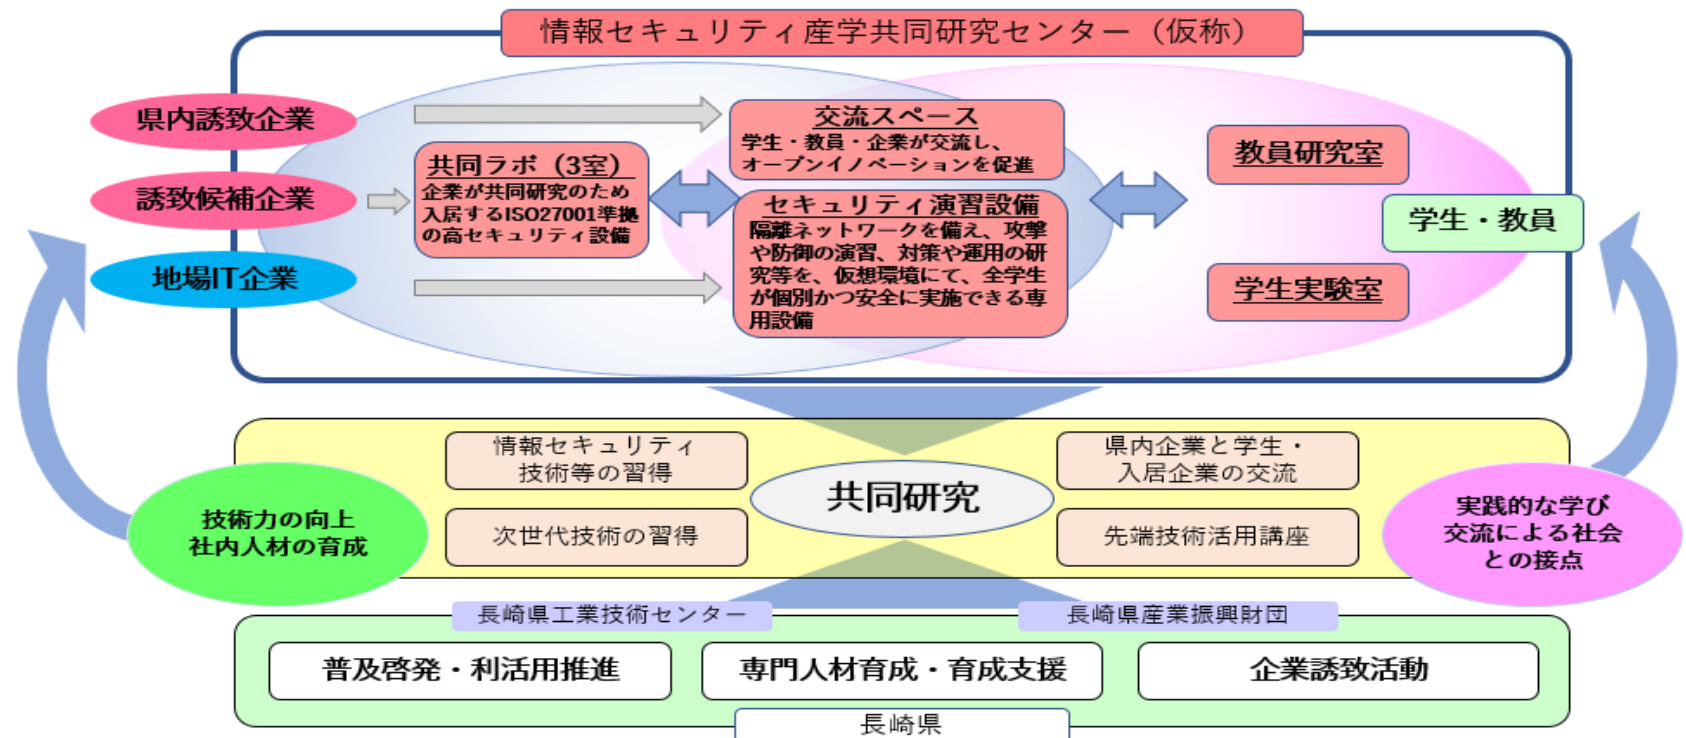 情報セキュリティ産学共同研究センター（仮称）
県内誘致企業
誘致候補企業
地場IT企業
共同ラボ（3室）
企業が共同研究のため
入居するISO27001準拠
の高セキュリティ設備
交流スペース
学生・教員・企業が交流し、
オープンイノベーションを促進
セキュリティ演習設備
隔離ネットワークを備え、攻撃
や防御の演習、対策や運用の研
究等を、仮想環境にて、全学生
が個別かつ安全に実施できる専
用設備
教員研究室
学生・教員
学生実験室
情報セキュリティ
技術等の習得
次世代技術の習得
共同研究
県内企業と学生・
入居企業の交流
先端技術活用講座
技術力の向上
社内人材の育成
実践的な学び
交流による社会
との接点
長崎県工業技術センター
長崎県産業振興財団
普及啓発・利活用推進
専門人材育成・育成支援
企業誘致活動
長崎県